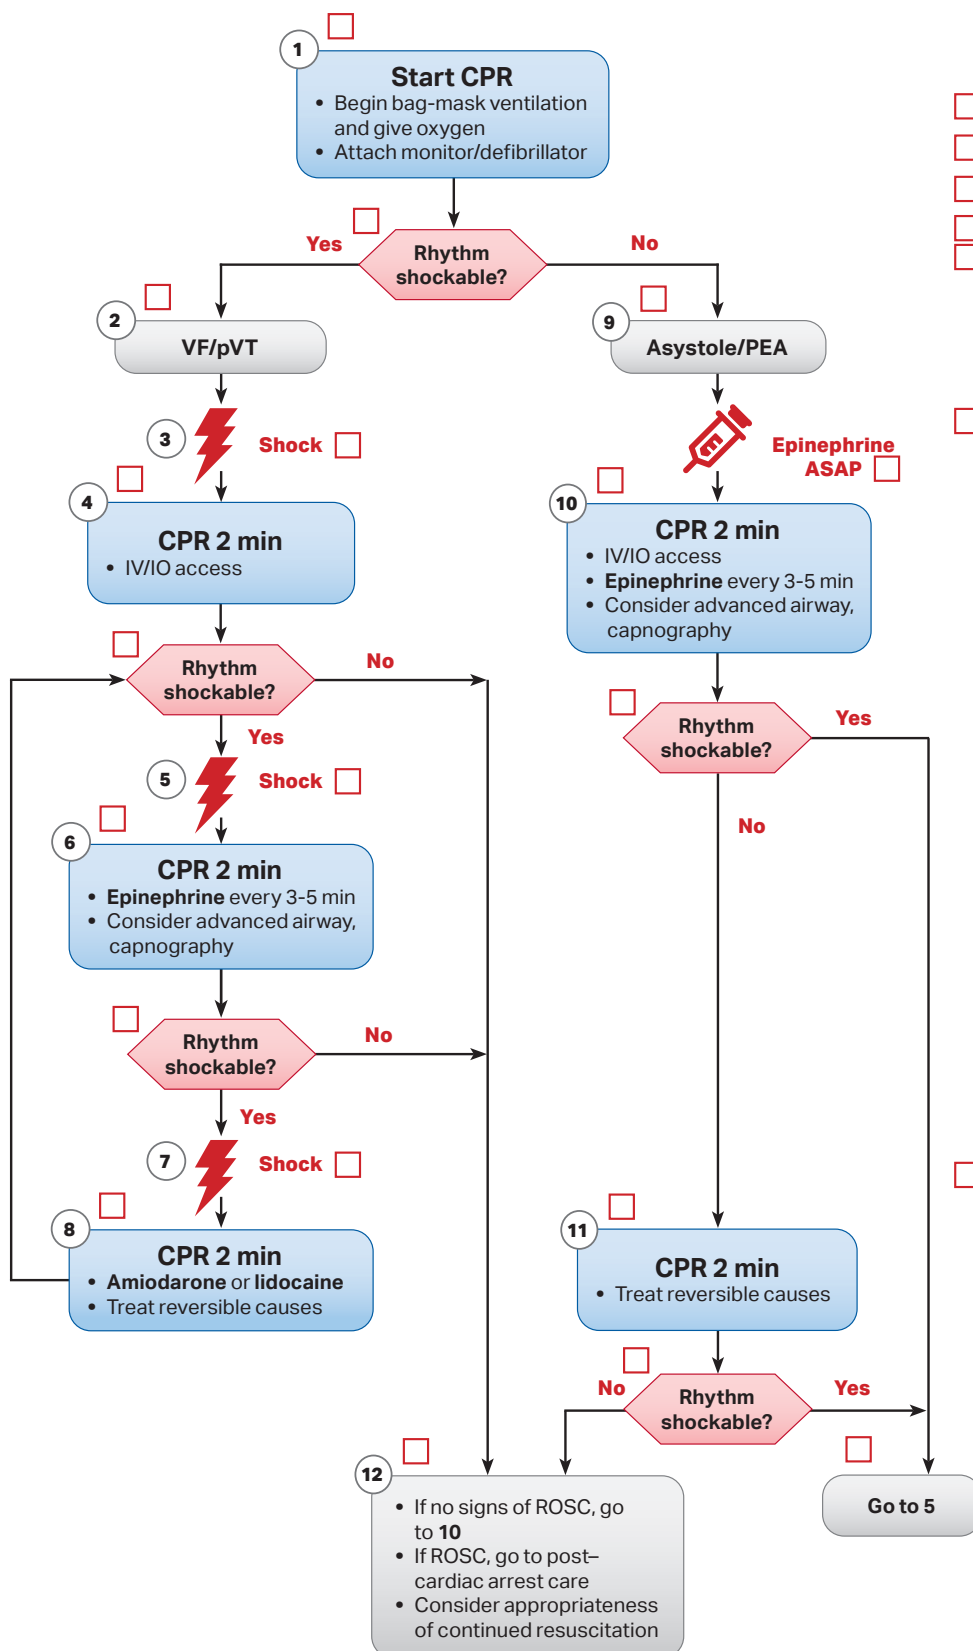 1
Start CPR
• Begin bag-mask ventilation
and give oxygen
• Attach monitor/defibrillator
Rhythm
shockable?
Yes
No
2
VF/pVT
3
Shock
4
CPR 2 min
• IV/IO access
Rhythm
shockable?
No
Yes
5
Shock
6
CPR 2 min
• Epinephrine every 3-5 min
• Consider advanced airway,
capnography
Rhythm
shockable?
No
Yes
7
Shock
8
CPR 2 min
• Amiodarone or lidocaine
• Treat reversible causes
9
Asystole/PEA
Epinephrine
ASAP
10
CPR 2 min
• IV/IO access
• Epinephrine every 3-5 min
• Consider advanced airway,
capnography
Rhythm
shockable?
Yes
No
11
CPR 2 min
• Treat reversible causes
Rhythm
shockable?
No
Yes
12
• If no signs of ROSC, go
to 10
• If ROSC, go to post–
cardiac arrest care
• Consider appropriateness
of continued resuscitation
Go to 5